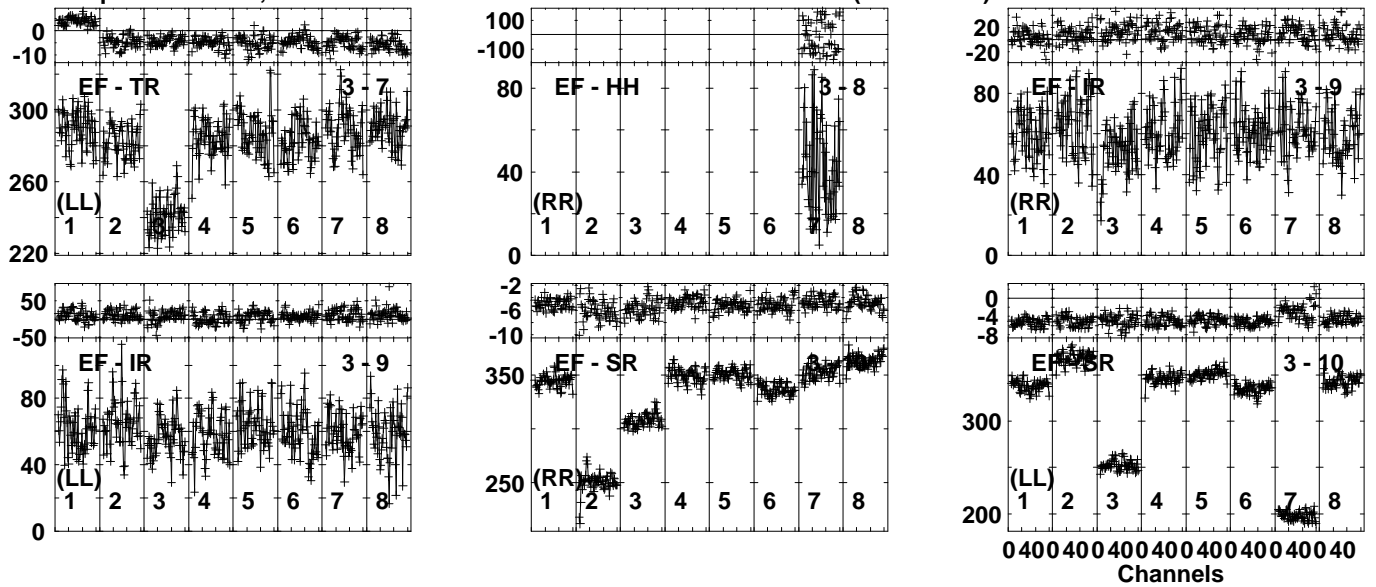 0
-10
EF - TR
3 - 7
300
260
220
(LL)
1 2 3 4 5 6 7 8
100
-100
EF - HH
3 - 8
80
40
0
(RR)
1 2 3 4 5 6 7 8
20
-20
EF - IR
3 - 9
80
40
0
(RR)
1 2 3 4 5 6 7 8
50
-50
EF - IR
3 - 9
80
40
0
(LL)
1 2 3 4 5 6 7 8
-2
-6
-10
EF - SR
350
250
(RR)
1 2 3 4 5 6 7 8
0
-4
-8
EF - SR
3 - 10
300
200
(LL)
1 2 3 4 5 6 7 8
0 40 0 40 0 40 0 40 0 40 0 40 0 40 0 40
Channels